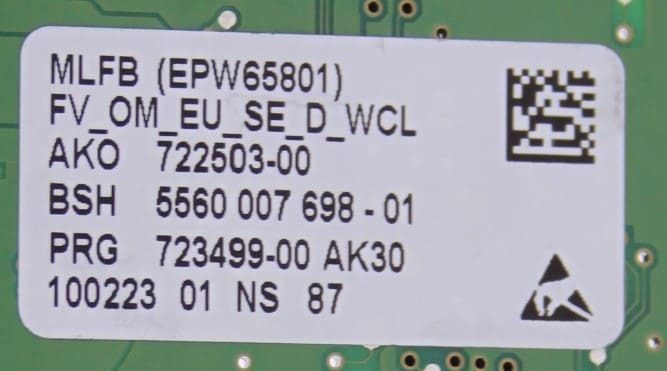 MLFB (EPW65801)
FV_OM_EU_SE_D_WCL
AKO 722503-00
BSH 5560 007 698 - 01
PRG 723499-00 AK30
100223 01 NS 87